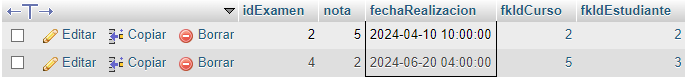 idExamen nota fechaRealizacion fkIdCurso fkIdEstudiante
Editar Copiar Borrar 2 5 2024-04-10 10:00:00 2 2
Editar Copiar Borrar 4 2 2024-06-20 04:00:00 5 3